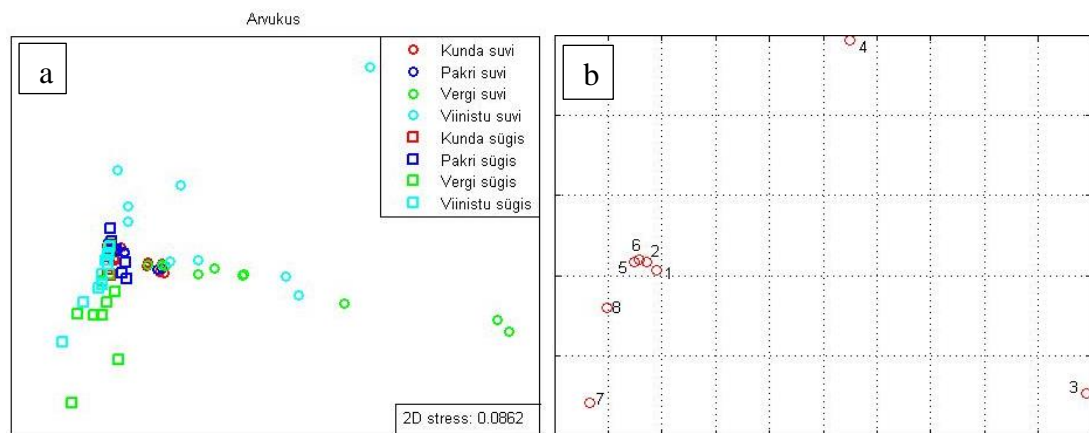 Arvukus
a
Kunda suvi
Pakri suvi
Vergi suvi
Viinistu suvi
Kunda sügis
Pakri sügis
Vergi sügis
Viinistu sügis
2D stress: 0.0862
b
4
6
2
5
1
8
7
3